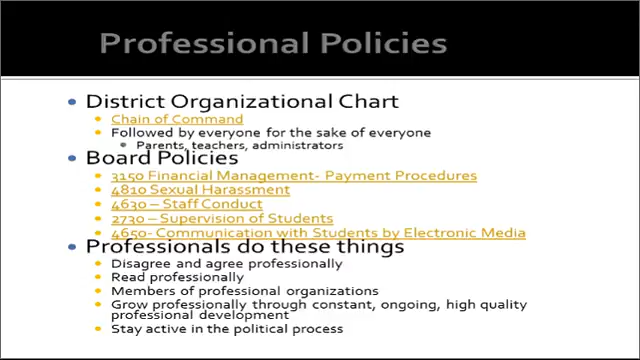 Professional Policies
District Organizational Chart
Chain of Command
Followed by everyone for the sake of everyone
Parents, teachers, administrators
Board Policies
3150 Financial Management- Payment Procedures
4810 Sexual Harassment
4630 – Staff Conduct
2730 – Supervision of Students
4650- Communication with Students by Electronic Media
Professionals do these things
Disagree and agree professionally
Read professionally
Members of professional organizations
Grow professionally through constant, ongoing, high quality
professional development
Stay active in the political process